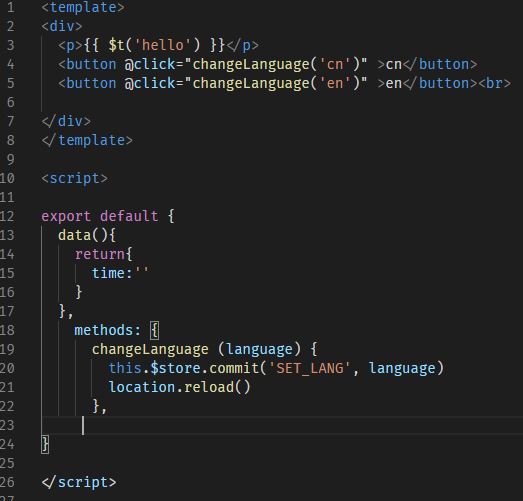 1 <template>
2 <div>
3   <p>{{ $t('hello') }}</p>
4   <button @click="changeLanguage('cn')" >cn</button>
5   <button @click="changeLanguage('en')" >en</button><br>
6
7 </div>
8 </template>
9
10 <script>
11
12 export default {
13   data(){
14     return{
15       time:''
16     }
17   },
18     methods: {
19       changeLanguage (language) {
20         this.$store.commit('SET_LANG', language)
21         location.reload()
22       },
23
24 }
25
26 </script>
27